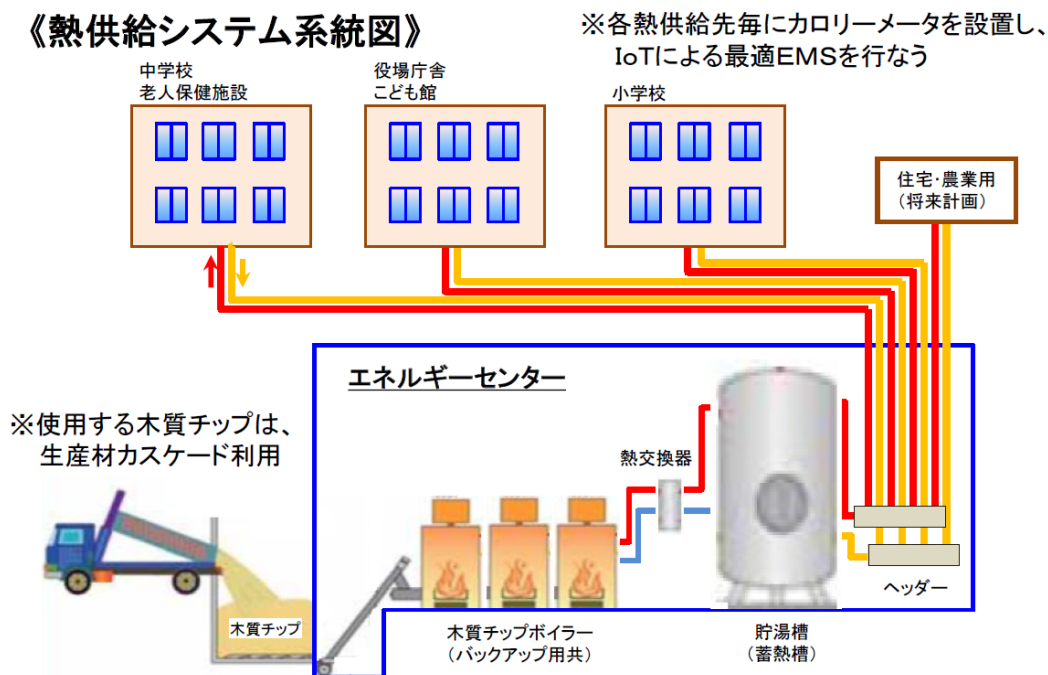 《熱供給システム系統図》
※各熱供給先毎にカロリーメータを設置し、
IoTによる最適EMSを行なう
中学校
老人保健施設
役場庁舎
こども館
小学校
住宅・農業用
（将来計画）
エネルギーセンター
※使用する木質チップは、
生産材カスケード利用
熱交換器
木質チップ
木質チップボイラー
（バックアップ用共）
貯湯槽
（蓄熱槽）
ヘッダー